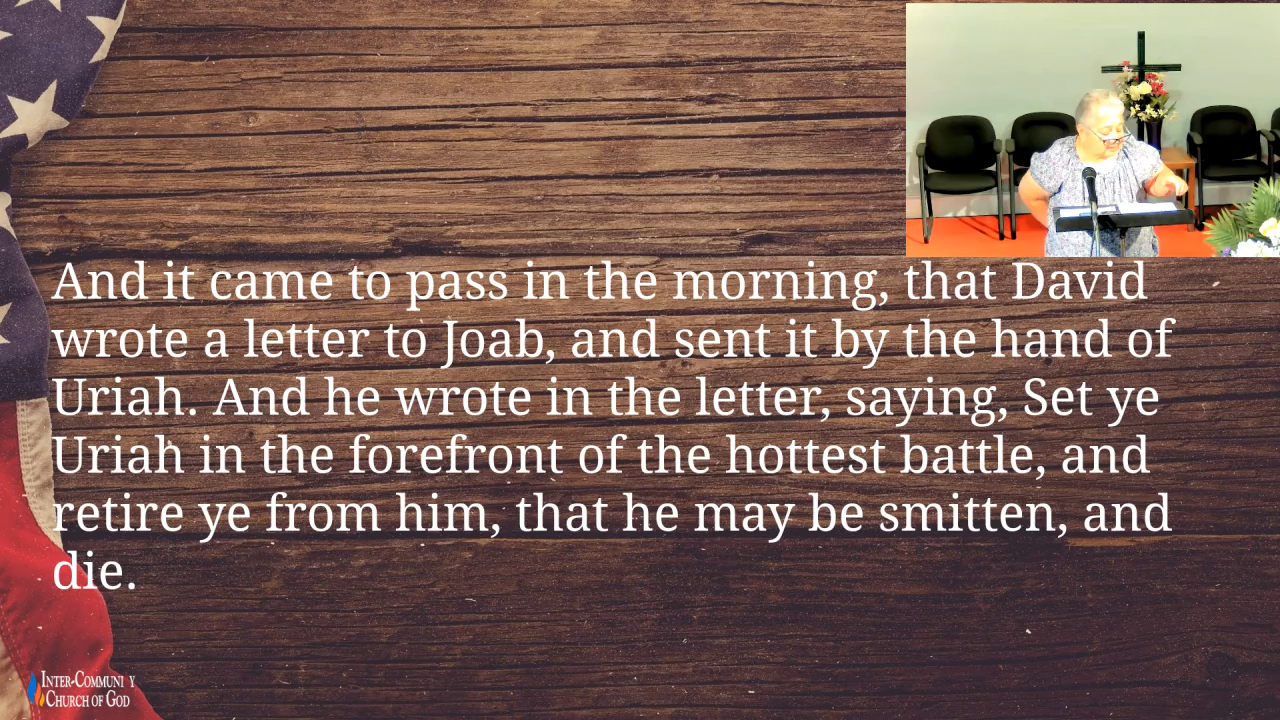 And it came to pass in the morning, that David
wrote a letter to Joab, and sent it by the hand of
Uriah. And he wrote in the letter, saying, Set ye
Uriah in the forefront of the hottest battle, and
retire ye from him, that he may be smitten, and
die.
INTER-COMMUNI Y
CHURCH OF GOD